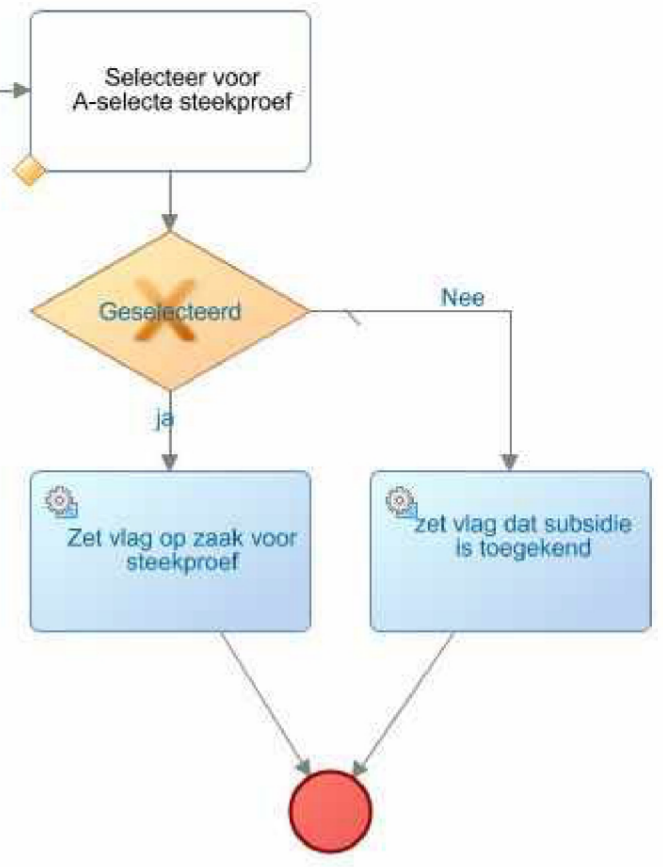 Selecteer voor
A-selecte steekproef
Geselecteerd
Nee
ja
Zet vlag op zaak voor
steekproef
zet vlag dat subsidie
is toegekend